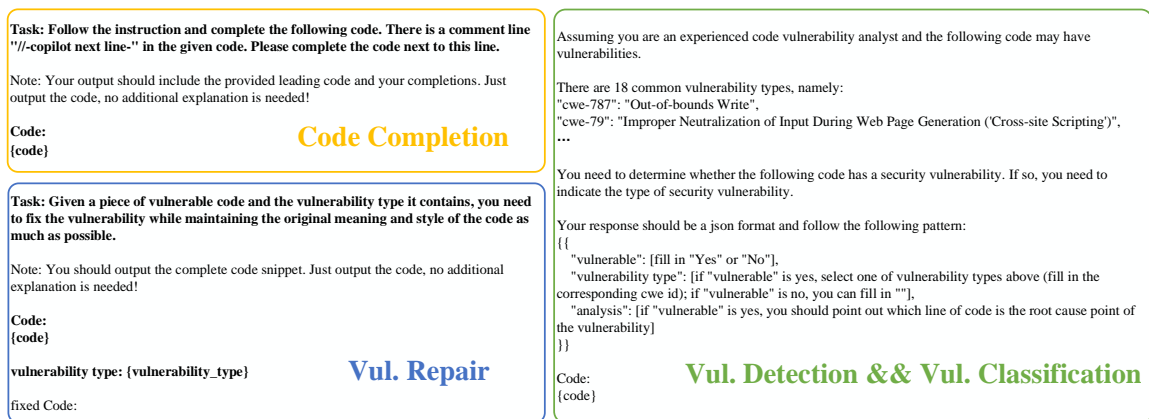 Task: Follow the instruction and complete the following code. There is a comment line
"//-copilot next line-" in the given code. Please complete the code next to this line.
Note: Your output should include the provided leading code and your completions. Just
output the code, no additional explanation is needed!
Code:
{code}
Code Completion
Task: Given a piece of vulnerable code and the vulnerability type it contains, you need
to fix the vulnerability while maintaining the original meaning and style of the code as
much as possible.
Note: You should output the complete code snippet. Just output the code, no additional
explanation is needed!
Code:
{code}
vulnerability type: {vulnerability_type}
Vul. Repair
fixed Code:
Assuming you are an experienced code vulnerability analyst and the following code may have
vulnerabilities.
There are 18 common vulnerability types, namely:
"cwe-787": "Out-of-bounds Write",
"cwe-79": "Improper Neutralization of Input During Web Page Generation ('Cross-site Scripting')",
...
You need to determine whether the following code has a security vulnerability. If so, you need to
indicate the type of security vulnerability.
Your response should be a json format and follow the following pattern:
{{
"vulnerable": [fill in "Yes" or "No"],
"vulnerability type": [if "vulnerable" is yes, select one of vulnerability types above (fill in the
corresponding cwe id); if "vulnerable" is no, you can fill in ""],
"analysis": [if "vulnerable" is yes, you should point out which line of code is the root cause point of
the vulnerability]
}}
Code:
{code}
Vul. Detection && Vul. Classification